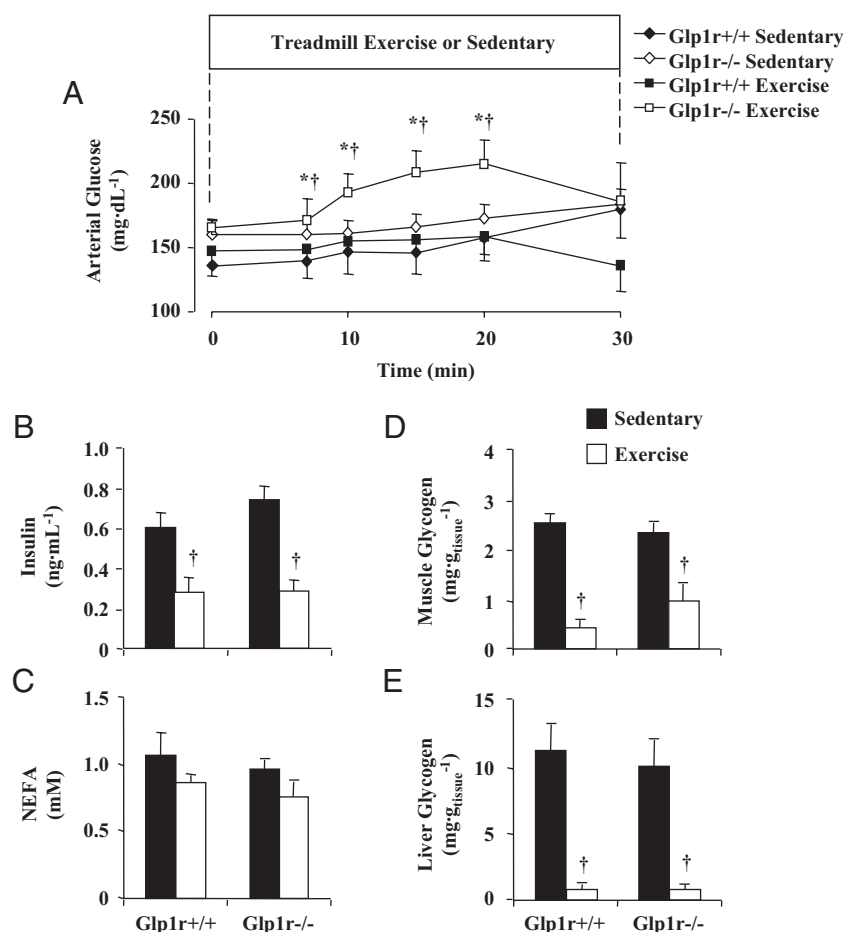 Treadmill Exercise or Sedentary
Glp1r+/+ Sedentary
Glp1r-/- Sedentary
Glp1r+/+ Exercise
Glp1r-/- Exercise
A
Arterial Glucose
(mg·dL-1)
250
200
150
100
*†
*†
*†
*†
0
10
20
30
Time (min)
Sedentary
Exercise
B
Insulin
(ng·mL-1)
1.0
0.8
0.6
0.4
0.2
0
†
†
D
Muscle Glycogen
(mg·gtissue-1)
4
3
2
1
0
†
†
C
NEFA
(mM)
1.5
1.0
0.5
0
Glp1r+/+
Glp1r-/-
E
Liver Glycogen
(mg·gtissue-1)
15
10
5
0
†
†
Glp1r+/+
Glp1r-/-